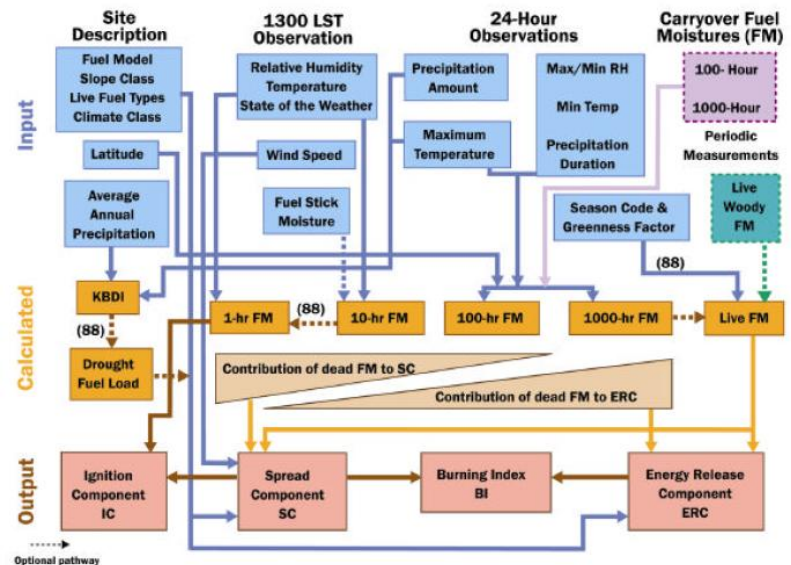 Site
Description
1300 LST
Observation
24-Hour
Observations
Carryover Fuel
Moistures (FM)
Input
Fuel Model
Slope Class
Live Fuel Types
Climate Class
Relative Humidity
Temperature
State of the Weather
Precipitation
Amount
Max/Min RH
Min Temp
Precipitation
Duration
100- Hour
1000-Hour
Latitude
Wind Speed
Maximum
Temperature
Periodic
Measurements
Average
Annual
Precipitation
Fuel Stick
Moisture
Season Code &
Greenness Factor
Live
Woody
FM
(88)
Calculated
KBDI
1-hr FM
(88)
10-hr FM
100-hr FM
1000-hr FM
Live FM
(88)
Drought
Fuel Load
Contribution of dead FM to SC
Contribution of dead FM to ERC
Output
Ignition
Component
IC
Spread
Component
SC
Burning Index
BI
Energy Release
Component
ERC
Optional pathway